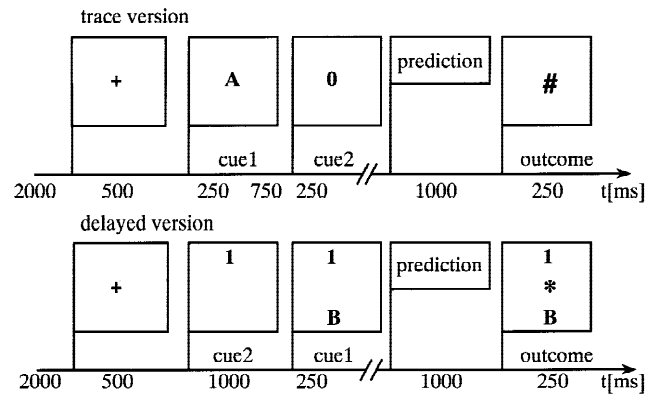 trace version
+ A 0 prediction #
cue1 cue2 outcome
2000 500 250 750 250 1000 250 t[ms]
delayed version
1 1 1
+ prediction *
B B
cue2 cue1 outcome
2000 500 1000 250 1000 250 t[ms]